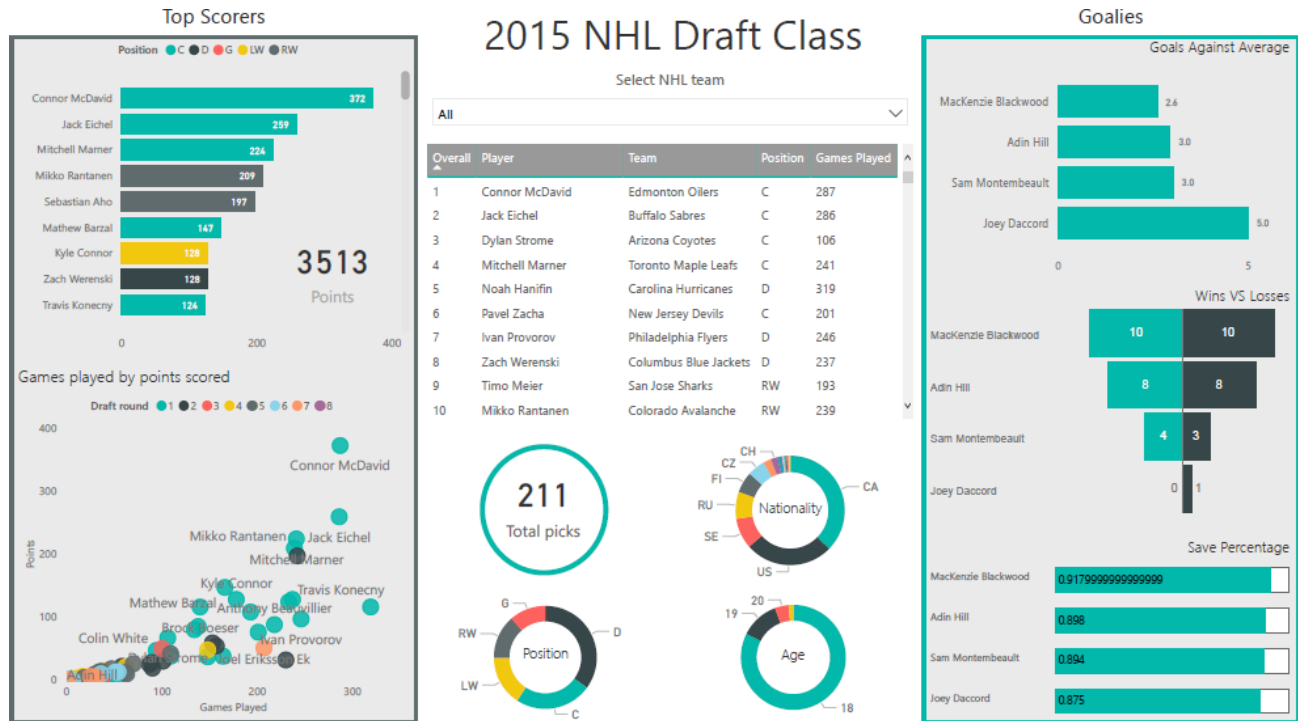 Top Scorers
Position C D G LW RW
Connor McDavid 372
Jack Eichel 259
Mitchell Marner 224
Mikko Rantanen 209
Sebastian Aho 197
Mathew Barzal 147
Kyle Connor 128
Zach Werenski 128
Travis Konecny 124
0 200 400
3513
Points
Games played by points scored
Draft round 1 2 3 4 5 6 7 8
400
300
200
100
0
Points
Connor McDavid
Mikko Rantanen Jack Eichel
Mitchell Marner
Kyle Connor Travis Konecny
Mathew Barzal Anthony Beauvillier
Brock Boeser
Colin White Ivan Provorov
Dylan Strome Joel Eriksson Ek
Adin Hill
0 100 200 300
Games Played
2015 NHL Draft Class
Select NHL team
All
Overall Player Team Position Games Played
1 Connor McDavid Edmonton Oilers C 287
2 Jack Eichel Buffalo Sabres C 286
3 Dylan Strome Arizona Coyotes C 106
4 Mitchell Marner Toronto Maple Leafs C 241
5 Noah Hanifin Carolina Hurricanes D 319
6 Pavel Zacha New Jersey Devils C 201
7 Ivan Provorov Philadelphia Flyers D 246
8 Zach Werenski Columbus Blue Jackets D 237
9 Timo Meier San Jose Sharks RW 193
10 Mikko Rantanen Colorado Avalanche RW 239
211
Total picks
Nationality
CH
CZ
FI
RU
SE
US
CA
Position
G
RW
LW
C
D
Age
20
19
18
Goalies
Goals Against Average
MacKenzie Blackwood 2.6
Adin Hill 3.0
Sam Montembeault 3.0
Joey Daccord 5.0
0 5
Wins VS Losses
MacKenzie Blackwood 10 10
Adin Hill 8 8
Sam Montembeault 4 3
Joey Daccord 0 1
Save Percentage
MacKenzie Blackwood 0.9179999999999999
Adin Hill 0.898
Sam Montembeault 0.894
Joey Daccord 0.875